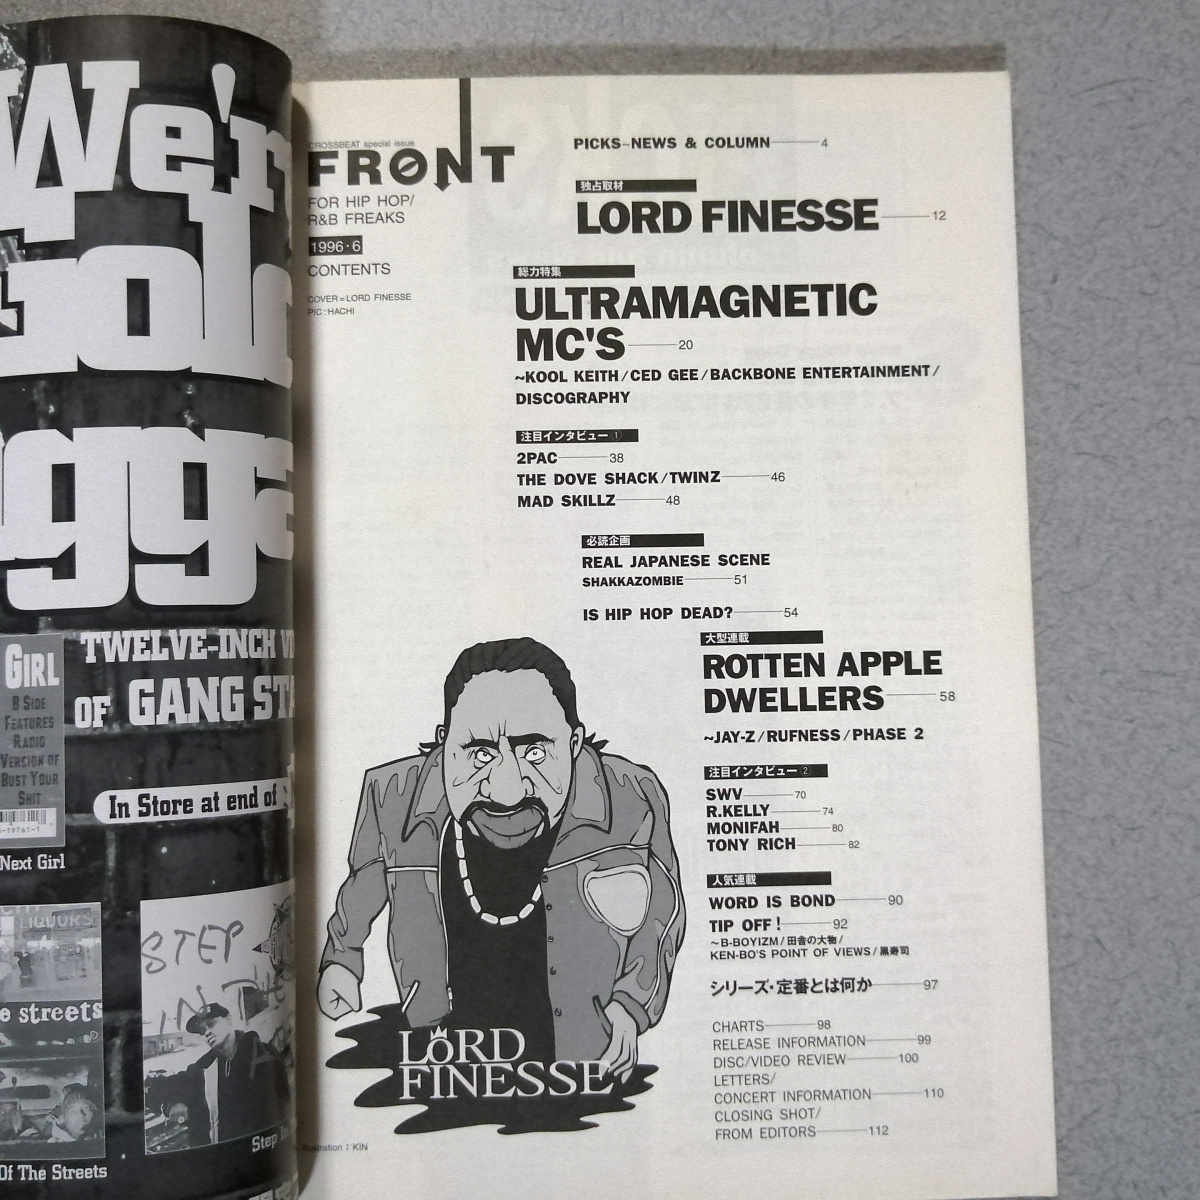 We'r
GIRL
B SIDE
FEATURES
RADIO
VERSION OF
BUST YOUR
SHIT
-19761-1
Next Girl
TWELVE-INCH
OF GANG ST
In Store at end of
LIQUORS
e streets
Of The Streets
STEP
IN THE
Step
CROSSBEAT special issue
FRONT
FOR HIP HOP/
R&B FREAKS
1996・6
CONTENTS
COVER=LORD FINESSE
PIC:HACHI
PICKS~NEWS & COLUMN 4
独占取材
LORD FINESSE 12
総力特集
ULTRAMAGNETIC
MC'S 20
~KOOL KEITH/CED GEE/BACKBONE ENTERTAINMENT/
DISCOGRAPHY
注目インタビュー①
2PAC 38
THE DOVE SHACK/TWINZ 46
MAD SKILLZ 48
必読企画
REAL JAPANESE SCENE
SHAKKAZOMBIE 51
IS HIP HOP DEAD? 54
大型連載
ROTTEN APPLE
DWELLERS 58
~JAY-Z/RUFNESS/PHASE 2
注目インタビュー②
SWV 70
R.KELLY 74
MONIFAH 80
TONY RICH 82
人気連載
WORD IS BOND 90
TIP OFF! 92
~B-BOYIZM/田舎の大物/
KEN-BO'S POINT OF VIEWS/黒寿司
シリーズ・定番とは何か 97
CHARTS 98
RELEASE INFORMATION 99
DISC/VIDEO REVIEW 100
LETTERS/
CONCERT INFORMATION 110
CLOSING SHOT/
FROM EDITORS 112
LORD
FINESSE
illustration:KIN